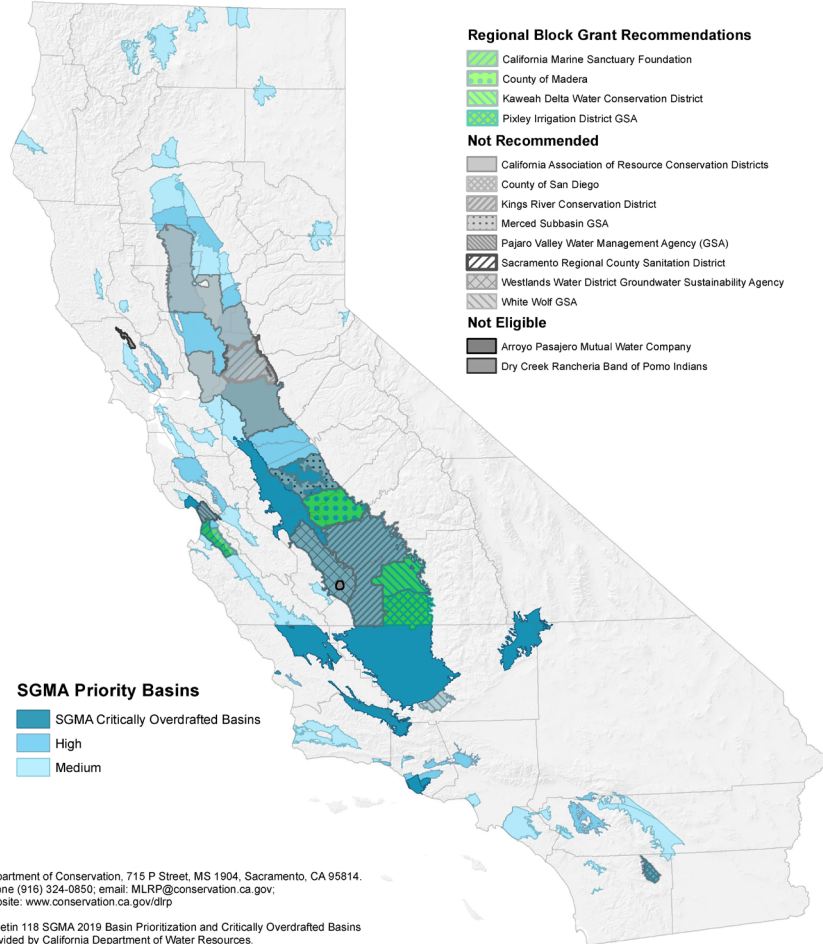 Regional Block Grant Recommendations
California Marine Sanctuary Foundation
County of Madera
Kaweah Delta Water Conservation District
Pixley Irrigation District GSA
Not Recommended
California Association of Resource Conservation Districts
County of San Diego
Kings River Conservation District
Merced Subbasin GSA
Pajaro Valley Water Management Agency (GSA)
Sacramento Regional County Sanitation District
Westlands Water District Groundwater Sustainability Agency
White Wolf GSA
Not Eligible
Arroyo Pasajero Mutual Water Company
Dry Creek Rancheria Band of Pomo Indians
SGMA Priority Basins
SGMA Critically Overdrafted Basins
High
Medium
partment of Conservation, 715 P Street, MS 1904, Sacramento, CA 95814.
one (916) 324-0850; email: MLRP@conservation.ca.gov;
bsite: www.conservation.ca.gov/dlrp
etin 118 SGMA 2019 Basin Prioritization and Critically Overdrafted Basins
vided by California Department of Water Resources.